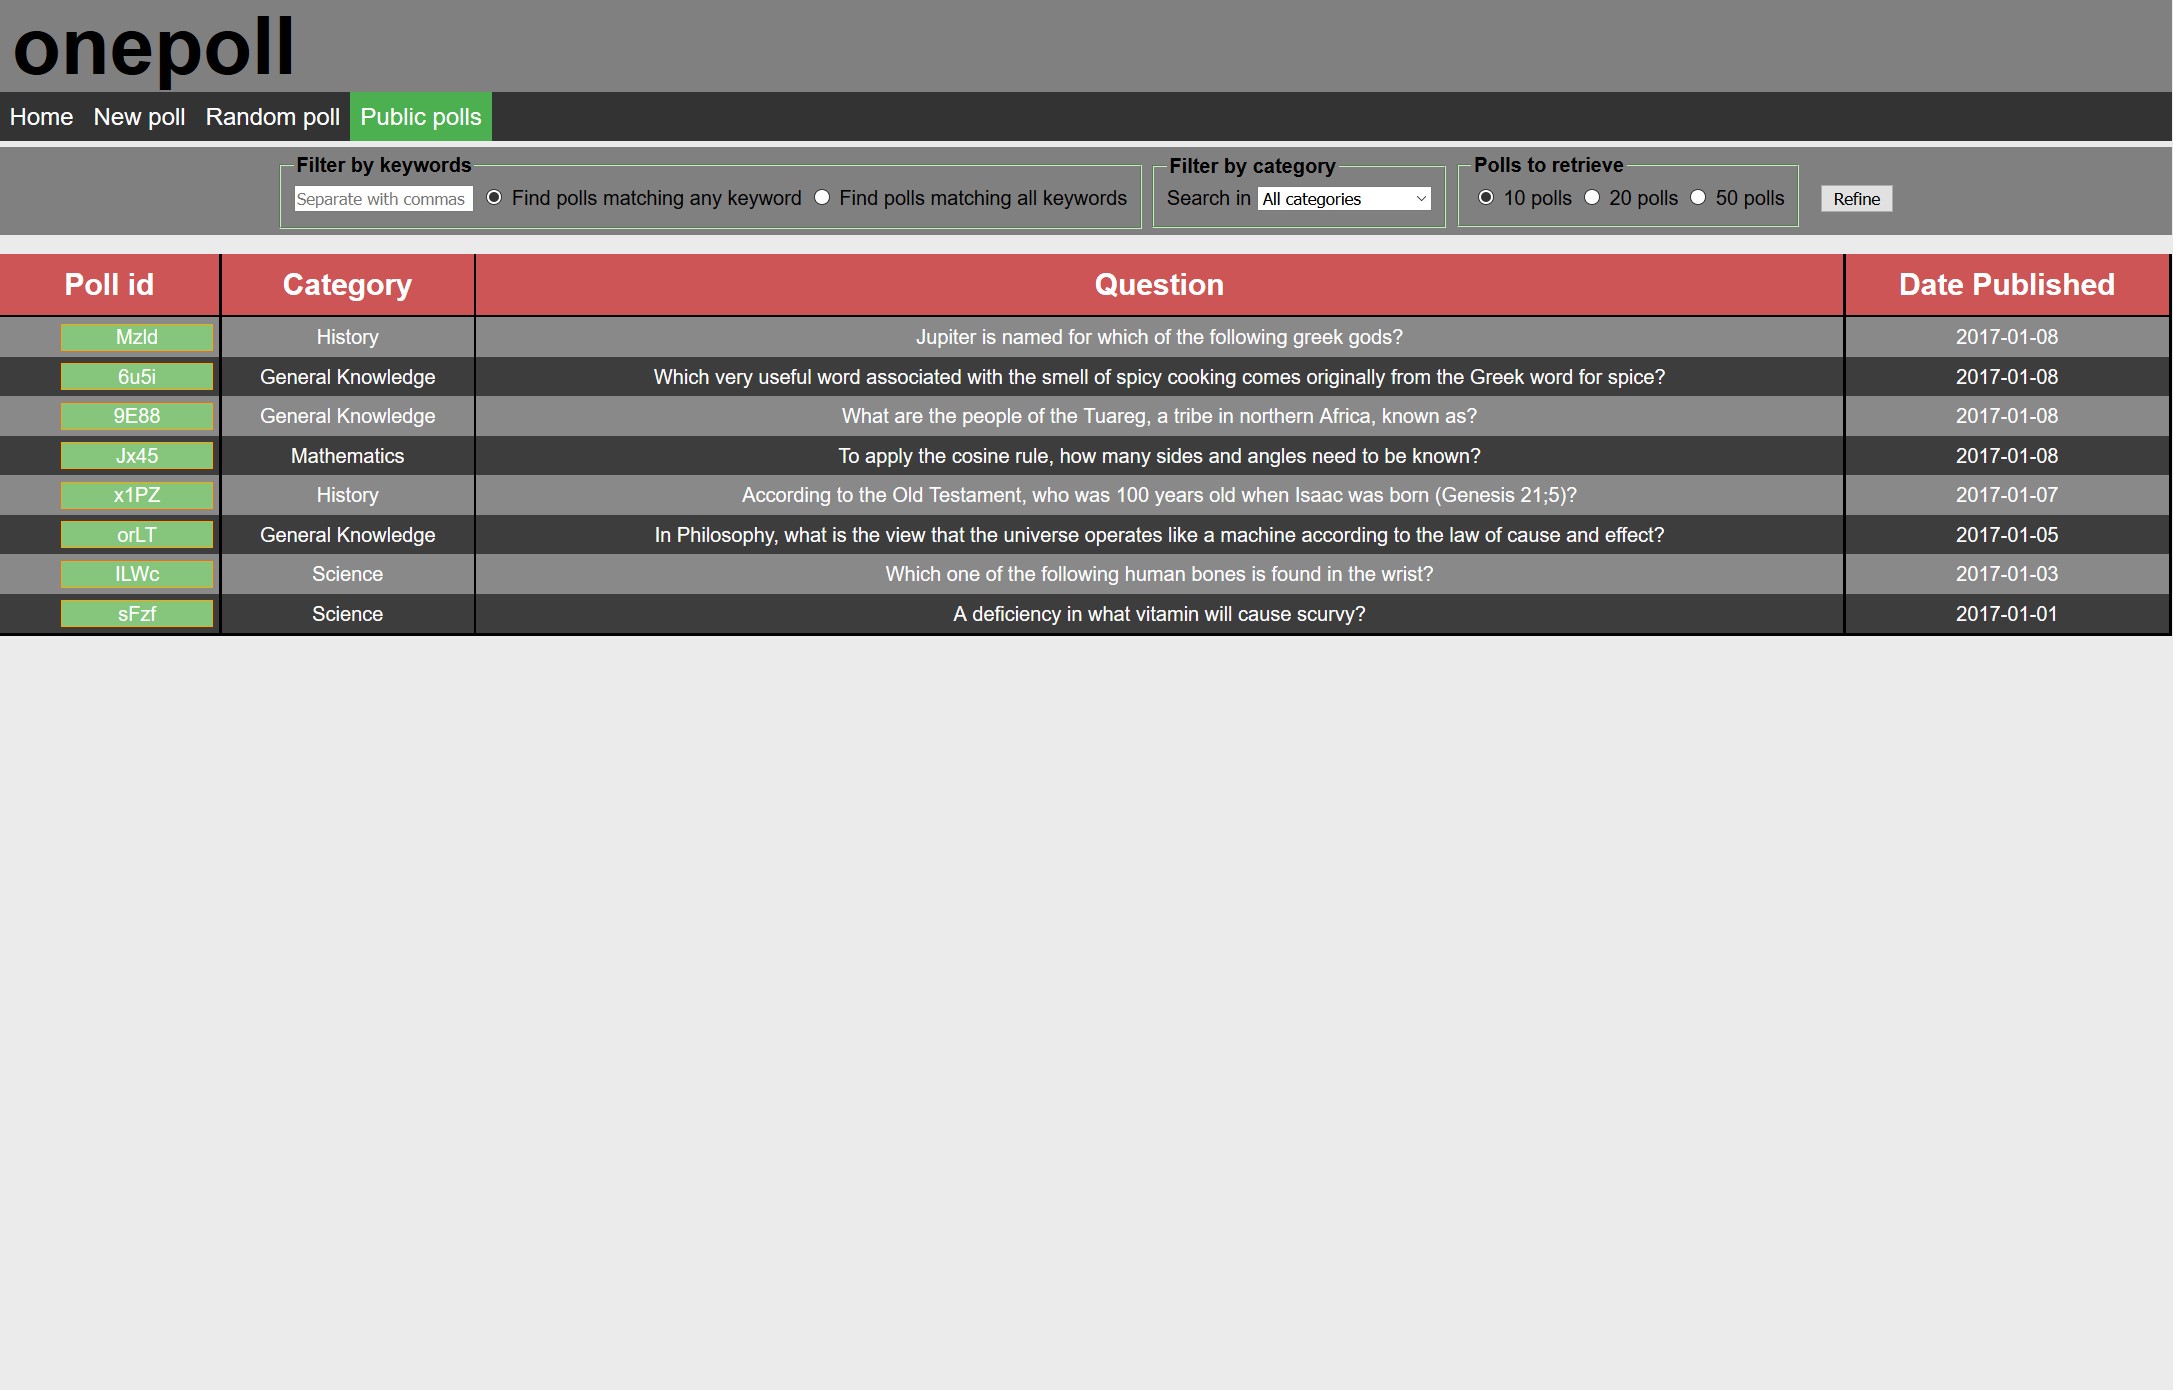 onepoll
Home New poll Random poll Public polls
Filter by keywords Filter by category Polls to retrieve
Separate with commas Find polls matching any keyword Find polls matching all keywords Search in All categories 10 polls 20 polls 50 polls Refine
Poll id Category Question Date Published
Mzld History Jupiter is named for which of the following greek gods? 2017-01-08
6u5i General Knowledge Which very useful word associated with the smell of spicy cooking comes originally from the Greek word for spice? 2017-01-08
9E88 General Knowledge What are the people of the Tuareg, a tribe in northern Africa, known as? 2017-01-08
Jx45 Mathematics To apply the cosine rule, how many sides and angles need to be known? 2017-01-08
x1PZ History According to the Old Testament, who was 100 years old when Isaac was born (Genesis 21;5)? 2017-01-07
orLT General Knowledge In Philosophy, what is the view that the universe operates like a machine according to the law of cause and effect? 2017-01-05
ILWc Science Which one of the following human bones is found in the wrist? 2017-01-03
sFzf Science A deficiency in what vitamin will cause scurvy? 2017-01-01